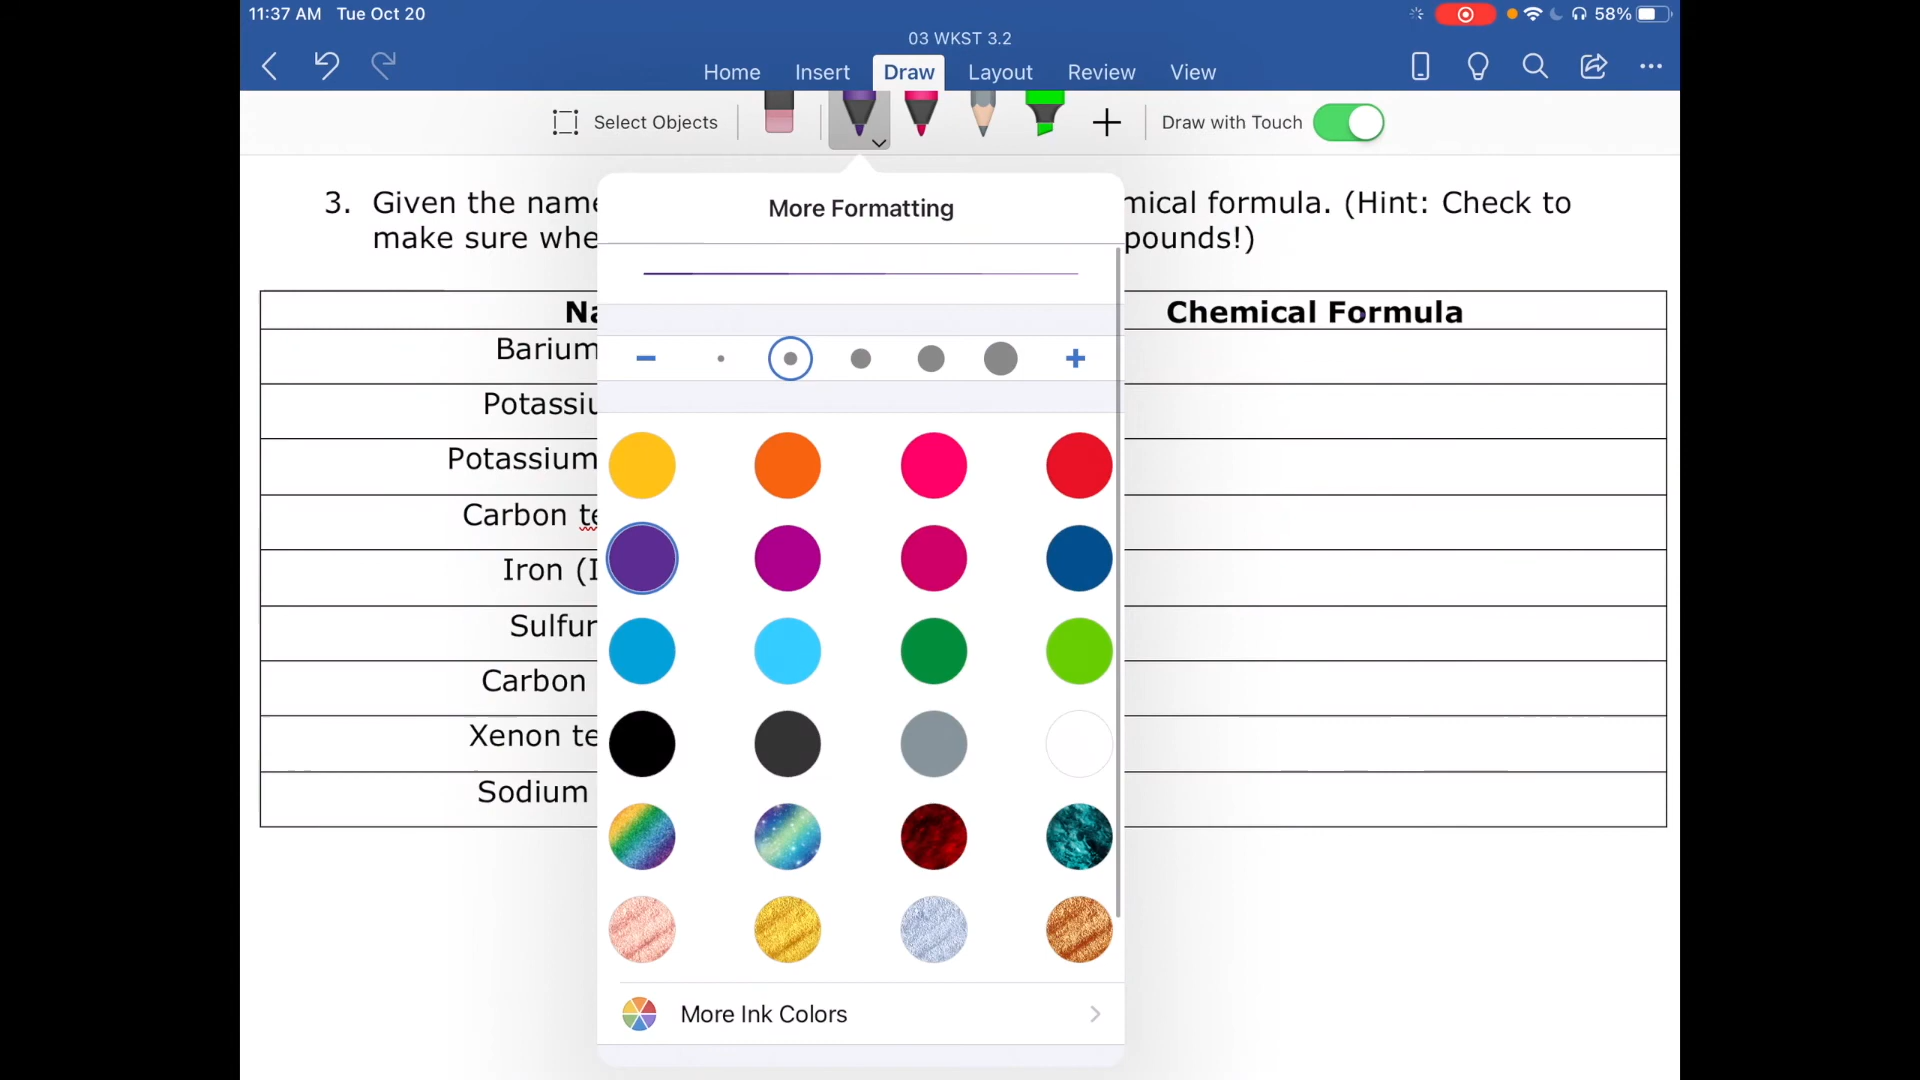 11:37 AM Tue Oct 20
58%
03 WKST 3.2
Home Insert Draw Layout Review View
Select Objects
Draw with Touch
More Formatting
3. Given the name mical formula. (Hint: Check to
make sure whe pounds!)
Chemical Formula
Barium
Potassiu
Potassium
Carbon te
Iron (I
Sulfur
Carbon
Xenon te
Sodium
More Ink Colors